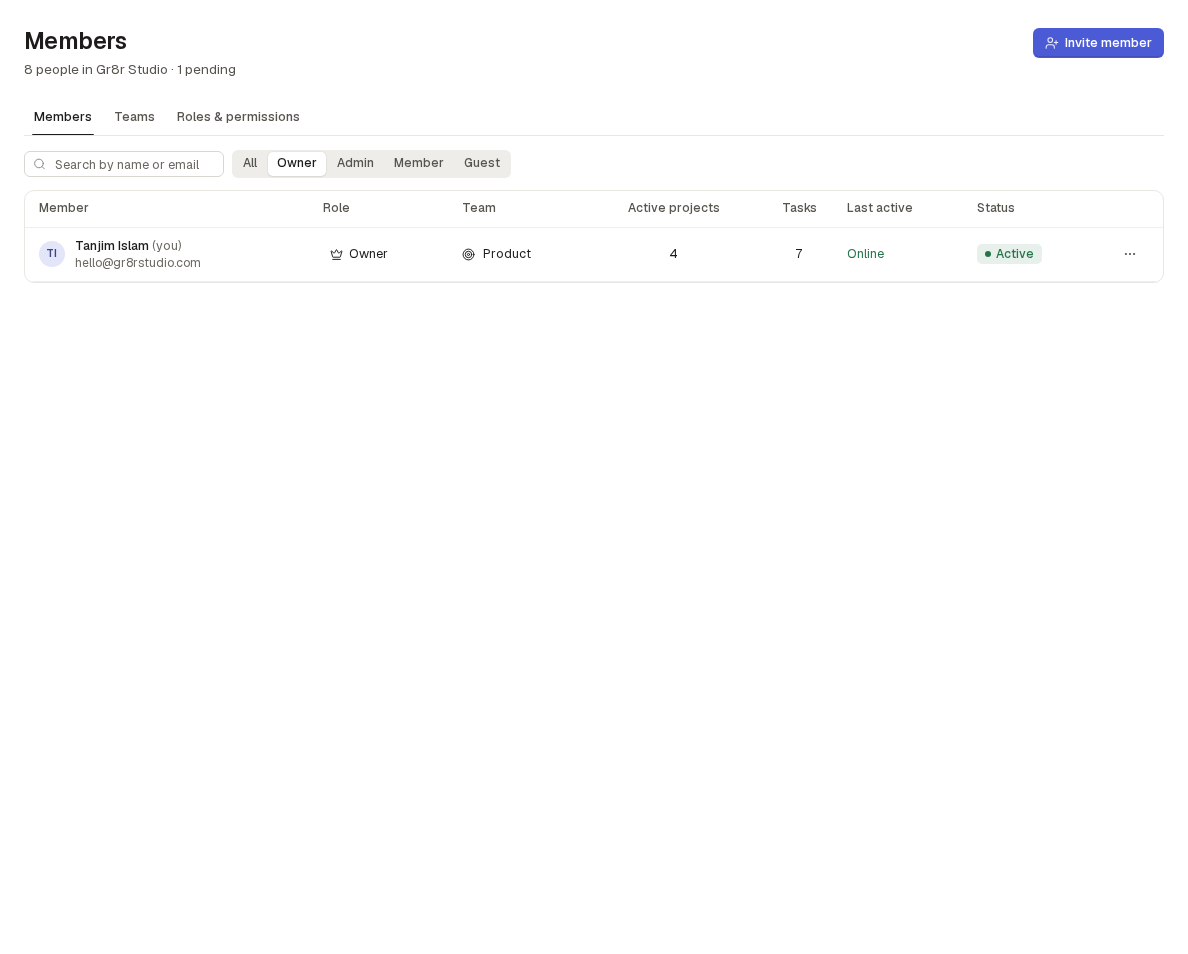 Members
Invite member
8 people in Gr8r Studio · 1 pending
Members Teams Roles & permissions
Search by name or email All Owner Admin Member Guest
Member Role Team Active projects Tasks Last active Status
TI Tanjim Islam (you) Owner Product 4 7 Online Active
hello@gr8rstudio.com